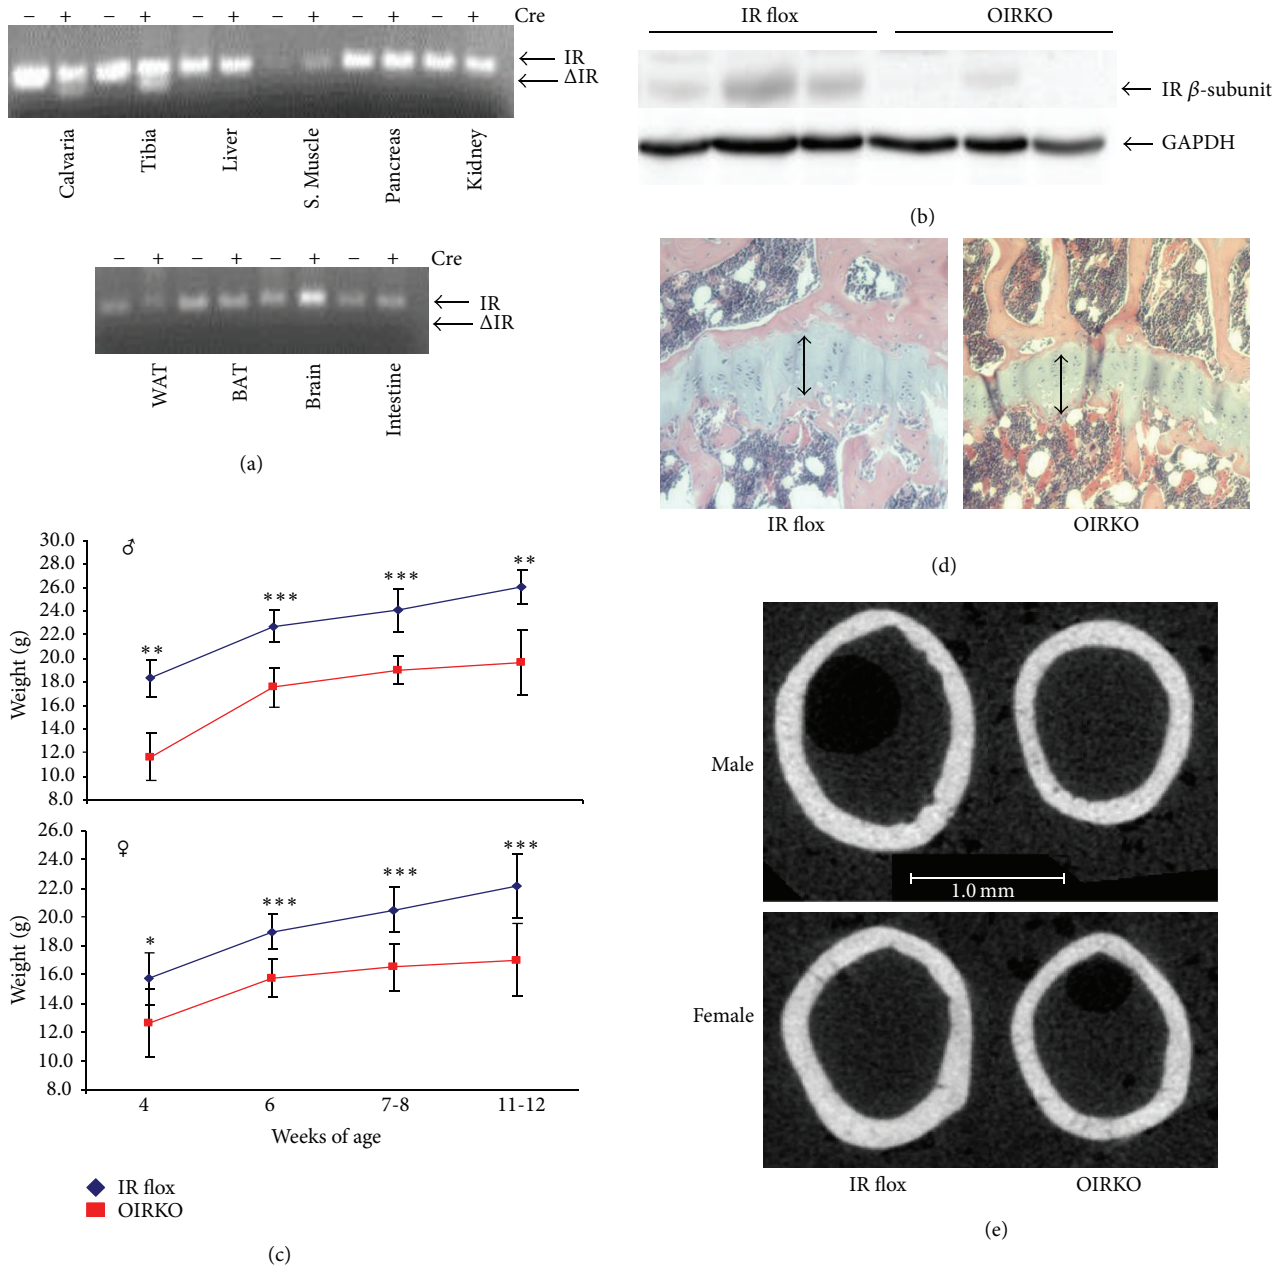 − + − + − + − + − + − + Cre
IR
ΔIR
Calvaria
Tibia
Liver
S. Muscle
Pancreas
Kidney
− + − + − + − + Cre
IR
ΔIR
WAT
BAT
Brain
Intestine
(a)
IR flox OIRKO
IR β-subunit
GAPDH
(b)
IR flox OIRKO
(d)
♂
30.0
28.0
26.0
24.0
22.0
20.0
18.0
16.0
14.0
12.0
10.0
8.0
Weight (g)
** *** *** **
♀
26.0
24.0
22.0
20.0
18.0
16.0
14.0
12.0
10.0
8.0
Weight (g)
* *** *** ***
4 6 7-8 11-12
Weeks of age
IR flox
OIRKO
(c)
Male
1.0 mm
Female
IR flox OIRKO
(e)